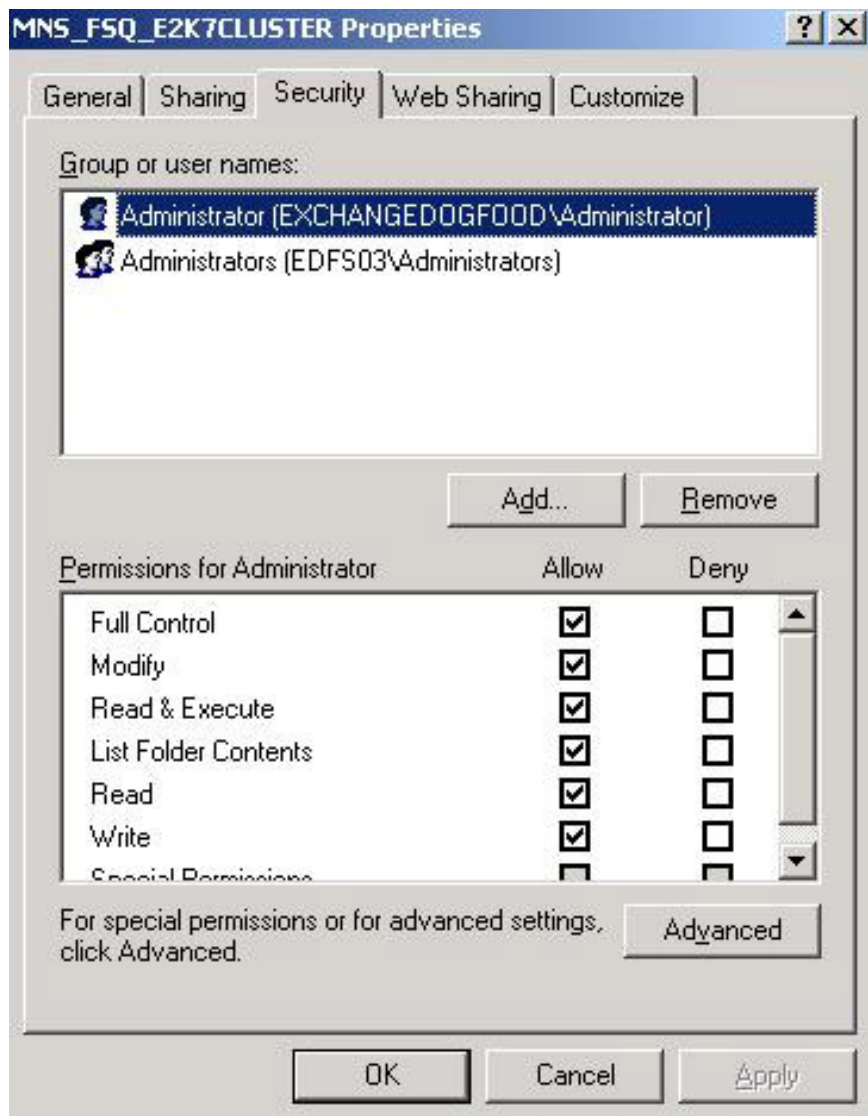 MNS_FSQ_E2K7CLUSTER Properties
General Sharing Security Web Sharing Customize
Group or user names:
Administrator (EXCHANGEDOGFOOD\Administrator)
Administrators (EDFS03\Administrators)
Add... Remove
Permissions for Administrator Allow Deny
Full Control
Modify
Read & Execute
List Folder Contents
Read
Write
Special Permissions
For special permissions or for advanced settings,
click Advanced.
Advanced
OK Cancel Apply